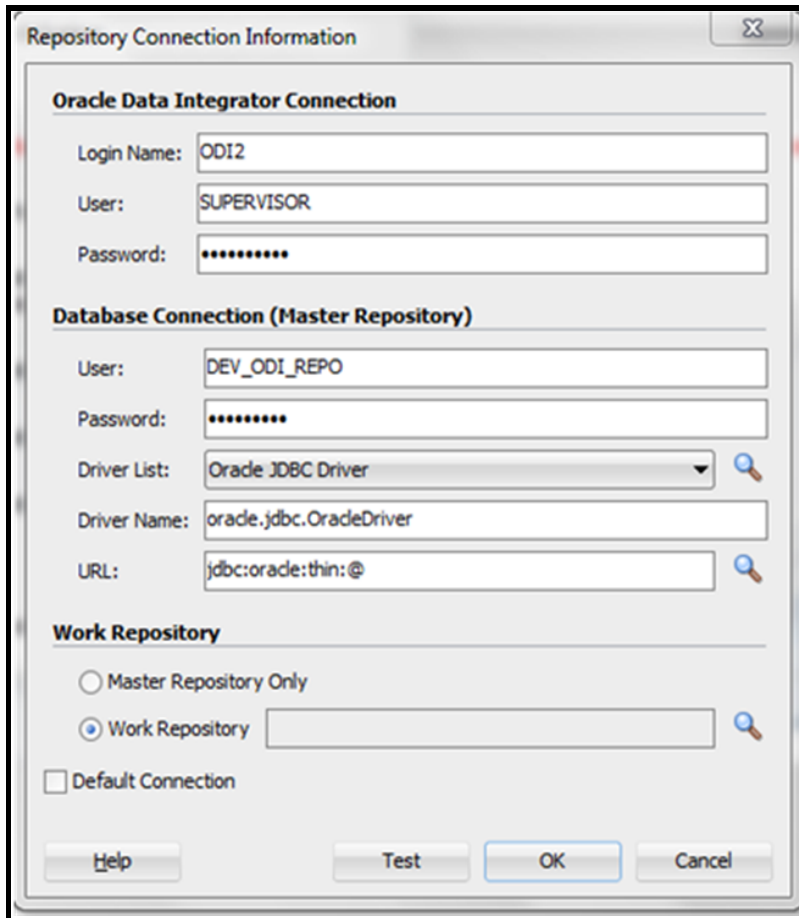 Repository Connection Information
Oracle Data Integrator Connection
Login Name: ODI2
User: SUPERVISOR
Password: ••••••••••
Database Connection (Master Repository)
User: DEV_ODI_REPO
Password: •••••••••
Driver List: Oracle JDBC Driver
Driver Name: oracle.jdbc.OracleDriver
URL: jdbc:oracle:thin:@
Work Repository
Master Repository Only
Work Repository
Default Connection
Help Test OK Cancel